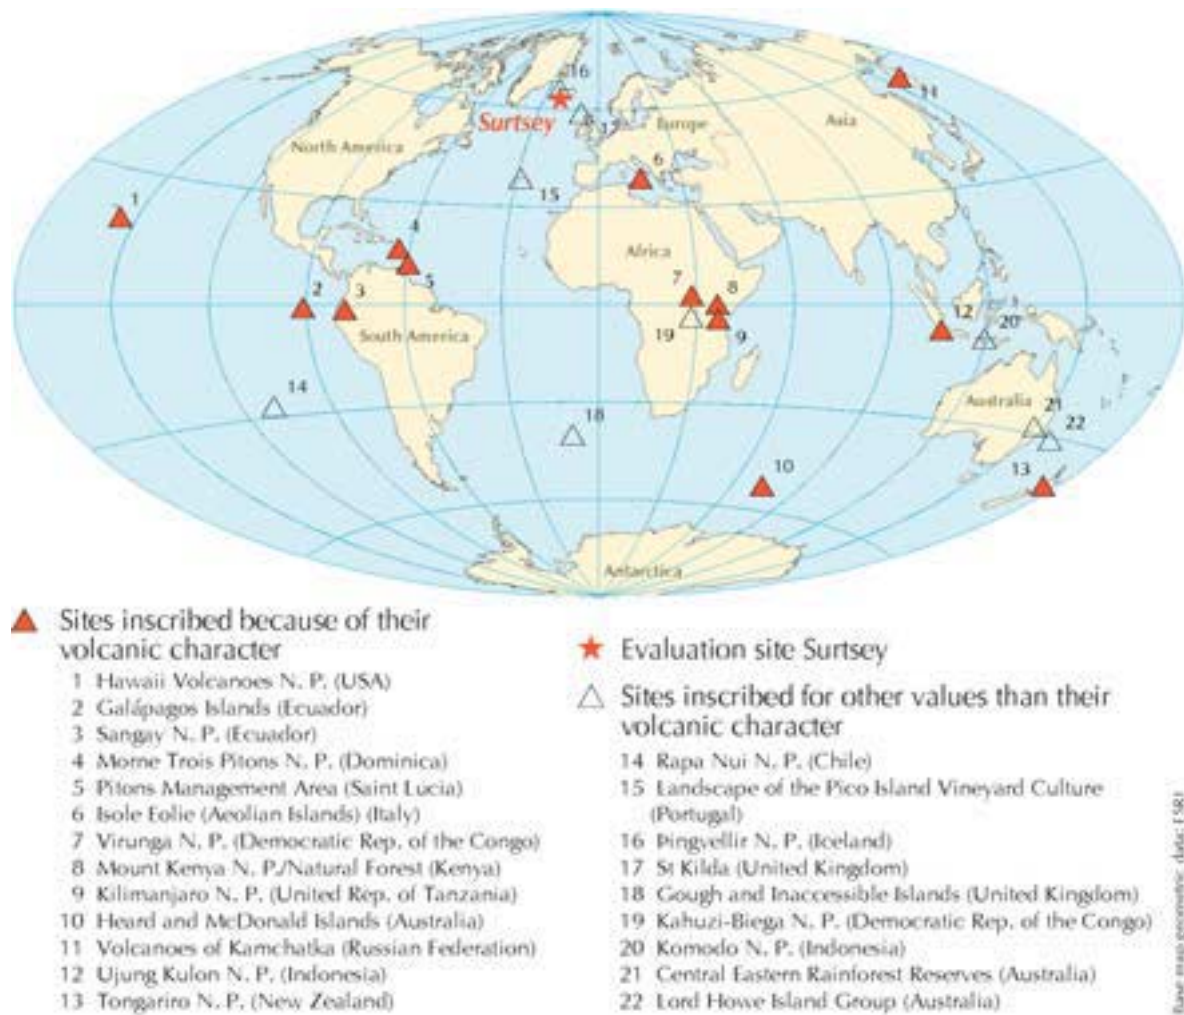 16
11
Surtsey
Europe
Asia
17
North America
6
15
1
4
Africa
5
7
8
2
3
12
20
South America
19
9
14
Australia
21
22
18
13
10
Antarctica
Sites inscribed because of their
volcanic character
1 Hawaii Volcanoes N. P. (USA)
2 Galápagos Islands (Ecuador)
3 Sangay N. P. (Ecuador)
4 Morne Trois Pitons N. P. (Dominica)
5 Pitons Management Area (Saint Lucia)
6 Isole Eolie (Aeolian Islands) (Italy)
7 Virunga N. P. (Democratic Rep. of the Congo)
8 Mount Kenya N. P./Natural Forest (Kenya)
9 Kilimanjaro N. P. (United Rep. of Tanzania)
10 Heard and McDonald Islands (Australia)
11 Volcanoes of Kamchatka (Russian Federation)
12 Ujung Kulon N. P. (Indonesia)
13 Tongariro N. P. (New Zealand)
Evaluation site Surtsey
Sites inscribed for other values than their
volcanic character
14 Rapa Nui N. P. (Chile)
15 Landscape of the Pico Island Vineyard Culture
(Portugal)
16 Þingvellir N. P. (Iceland)
17 St Kilda (United Kingdom)
18 Gough and Inaccessible Islands (United Kingdom)
19 Kahuzi-Biega N. P. (Democratic Rep. of the Congo)
20 Komodo N. P. (Indonesia)
21 Central Eastern Rainforest Reserves (Australia)
22 Lord Howe Island Group (Australia)
Base map geometric data: ESRI